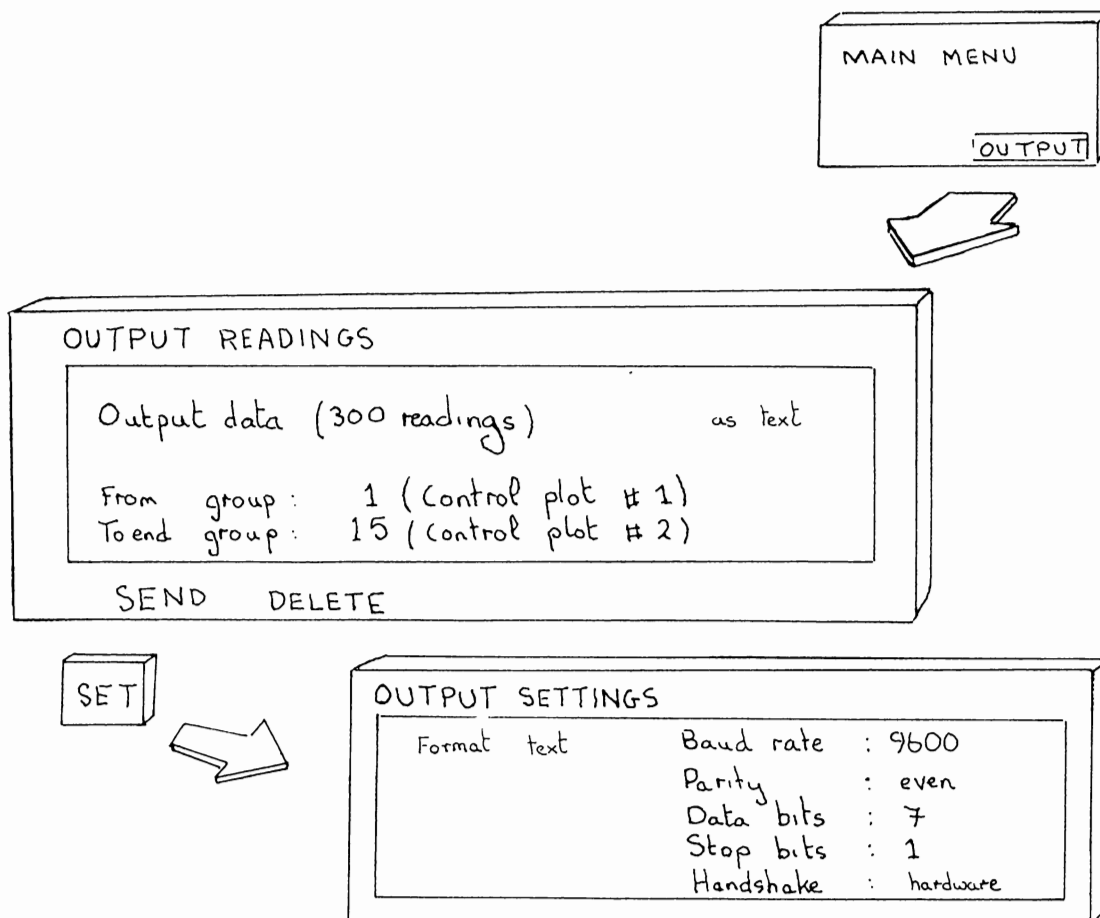 MAIN MENU
OUTPUT
OUTPUT READINGS
Output data (300 readings) as text
From group : 1 (Control plot # 1)
To end group : 15 (Control plot # 2)
SEND DELETE
SET
OUTPUT SETTINGS
Format text Baud rate : 9600
Parity : even
Data bits : 7
Stop bits : 1
Handshake : hardware